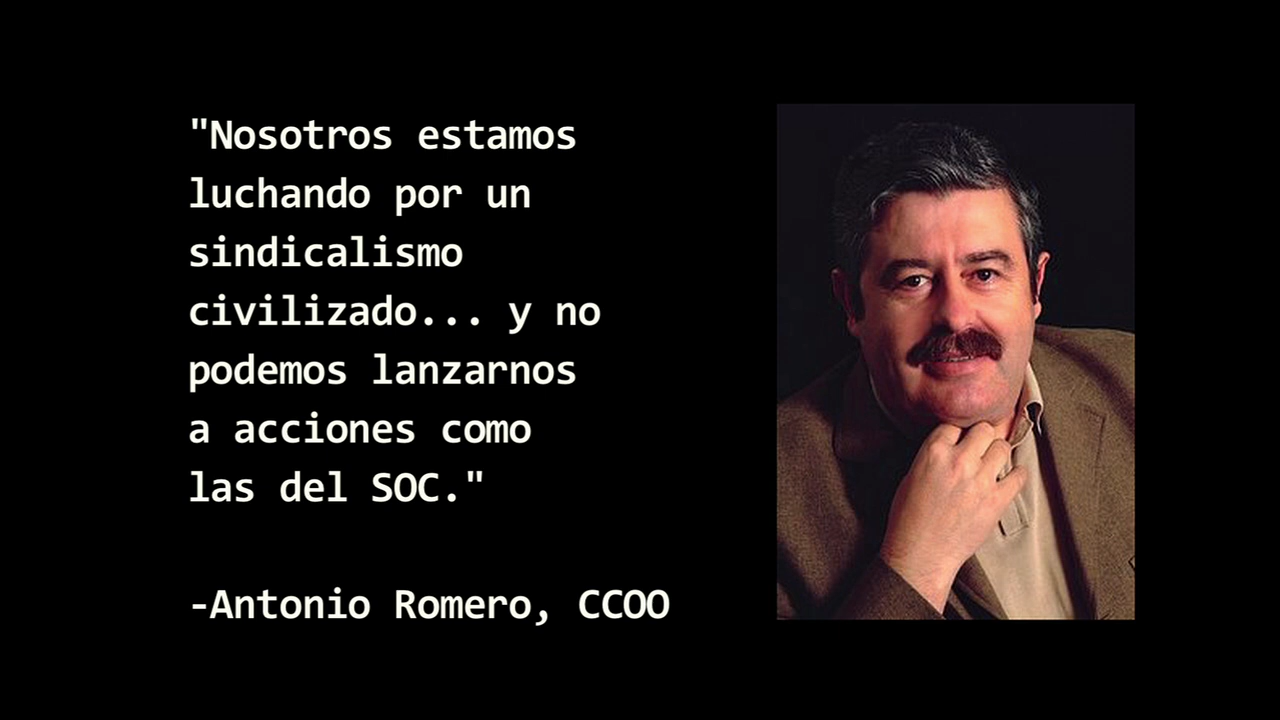 "Nosotros estamos
luchando por un
sindicalismo
civilizado... y no
podemos lanzarnos
a acciones como
las del SOC."
-Antonio Romero, CCOO